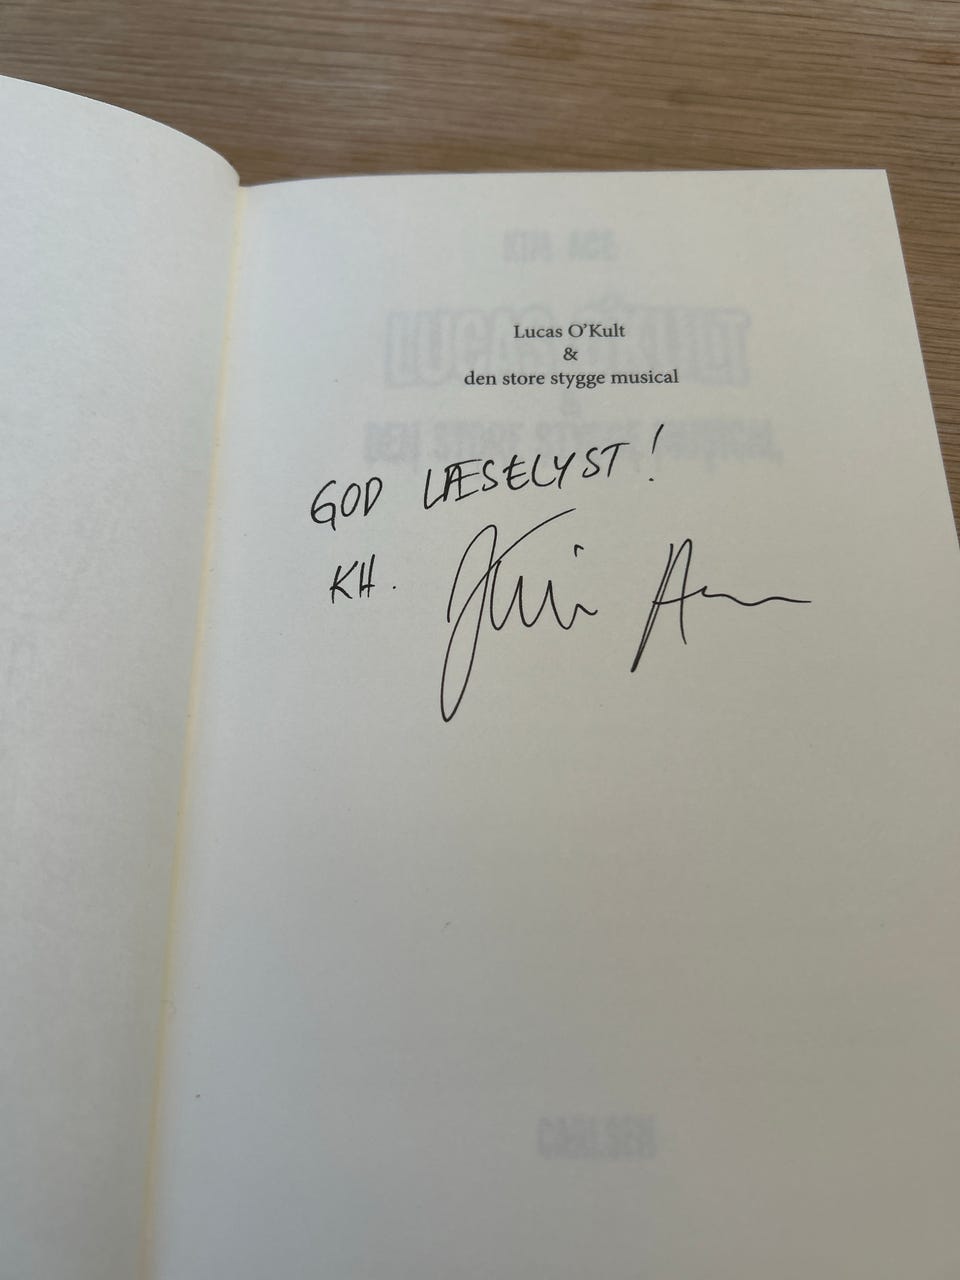 Lucas O'Kult
&
den store stygge musical
GOD LÆSELYST!
KH.